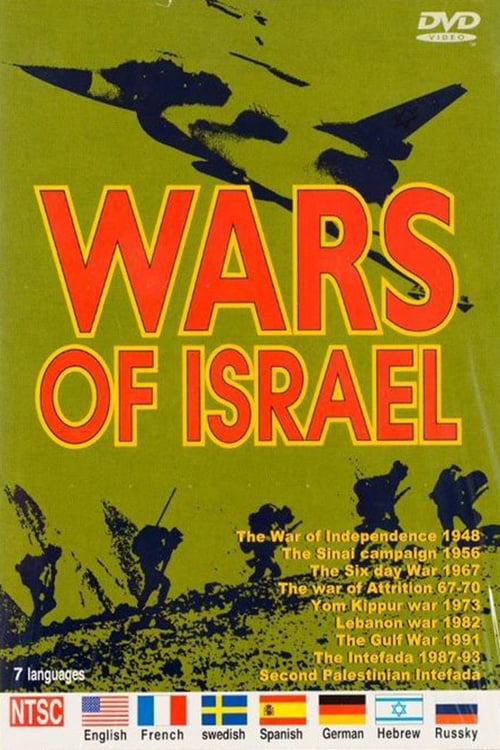 DVD
VIDEO
WARS
OF ISRAEL
The War of Independence 1948
The Sinai campaign 1956
The Six day War 1967
The war of Attrition 67-70
Yom Kippur war 1973
Lebanon war 1982
The Gulf War 1991
The Intefada 1987-93
Second Palestinian Intefada
7 languages
NTSC
English
French
swedish
Spanish
German
Hebrew
Russky